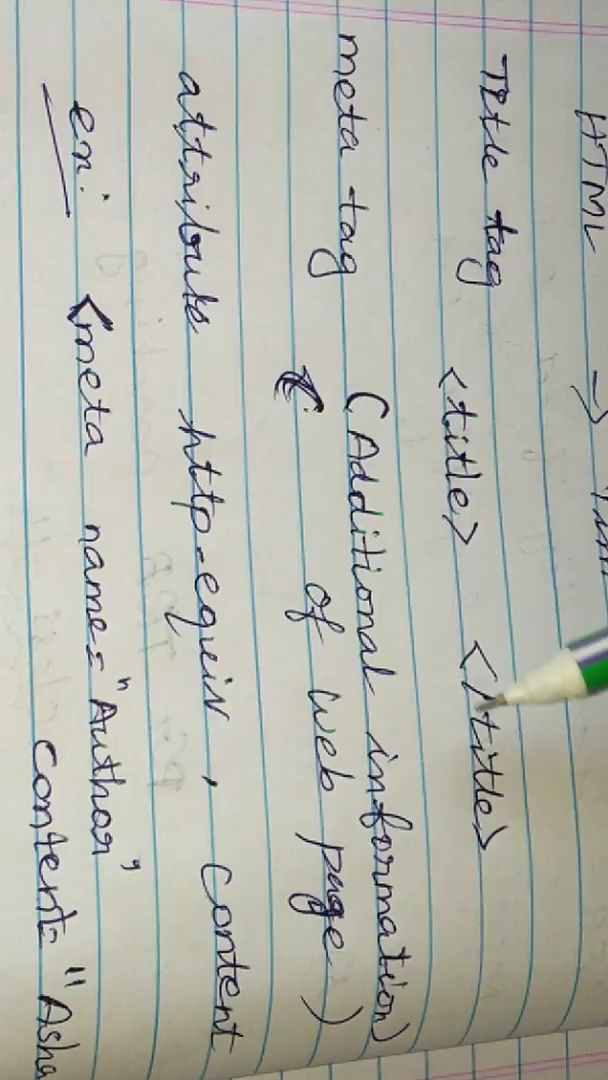 HTML →
Title tag <title> </title>
meta tag (Additional information)
of web page.)
attribute http-equiv, content
en: <meta name="Author"
content="Asha